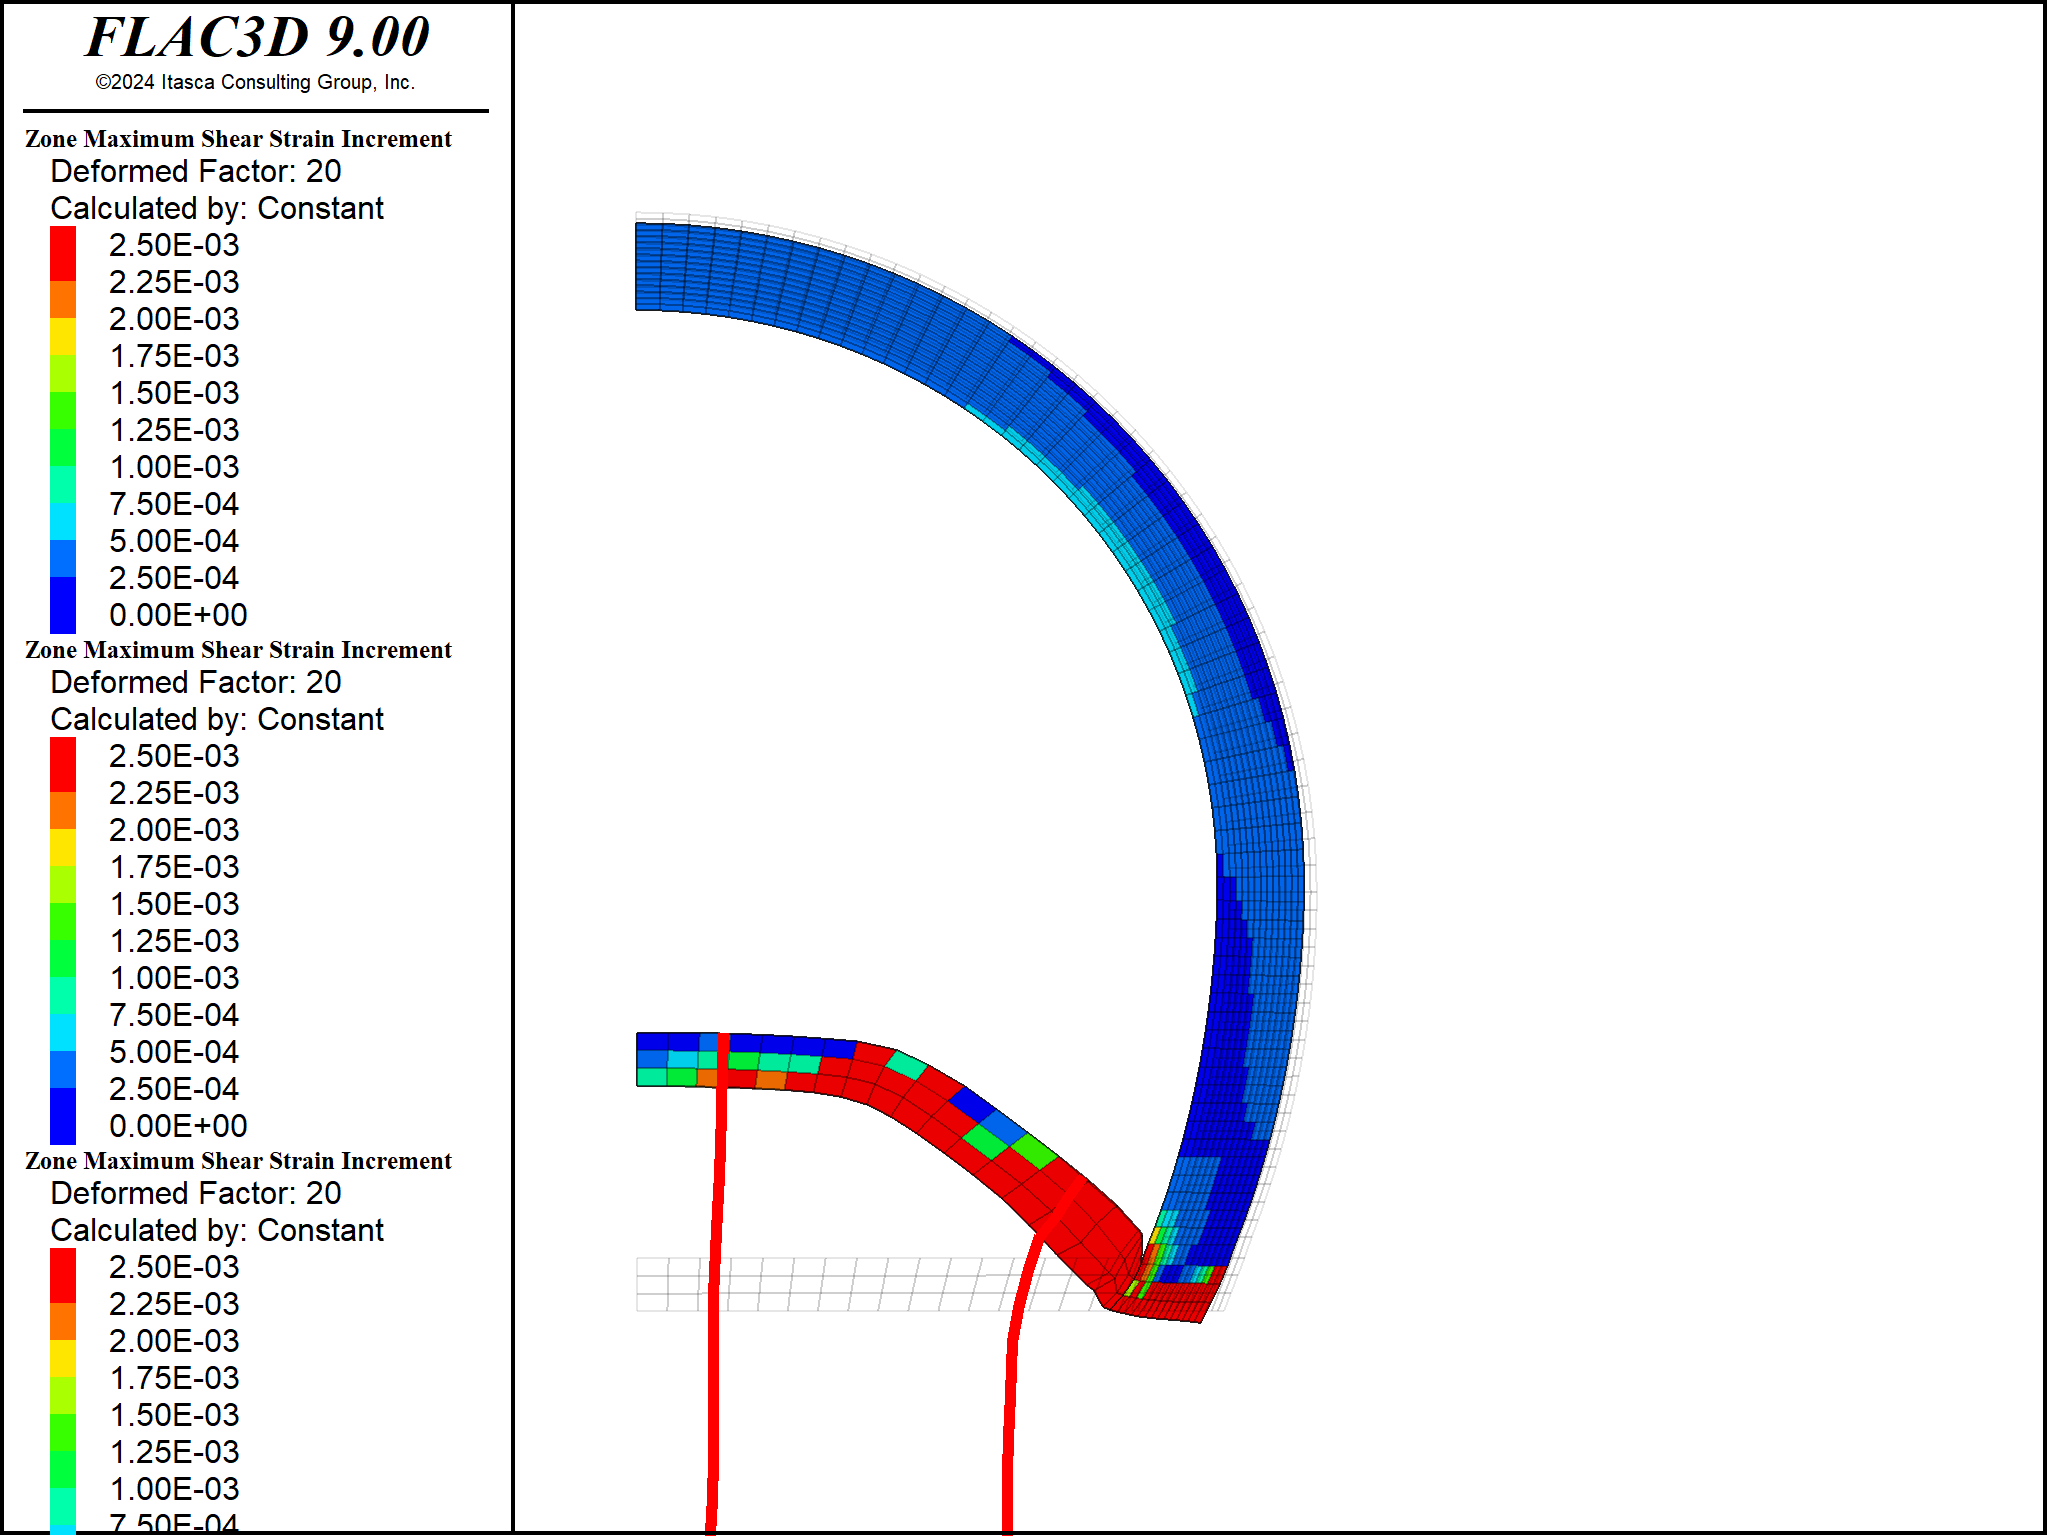 FLAC3D 9.00
©2024 Itasca Consulting Group, Inc.
Zone Maximum Shear Strain Increment
Deformed Factor: 20
Calculated by: Constant
2.50E-03
2.25E-03
2.00E-03
1.75E-03
1.50E-03
1.25E-03
1.00E-03
7.50E-04
5.00E-04
2.50E-04
0.00E+00
Zone Maximum Shear Strain Increment
Deformed Factor: 20
Calculated by: Constant
2.50E-03
2.25E-03
2.00E-03
1.75E-03
1.50E-03
1.25E-03
1.00E-03
7.50E-04
5.00E-04
2.50E-04
0.00E+00
Zone Maximum Shear Strain Increment
Deformed Factor: 20
Calculated by: Constant
2.50E-03
2.25E-03
2.00E-03
1.75E-03
1.50E-03
1.25E-03
1.00E-03
7.50E-04